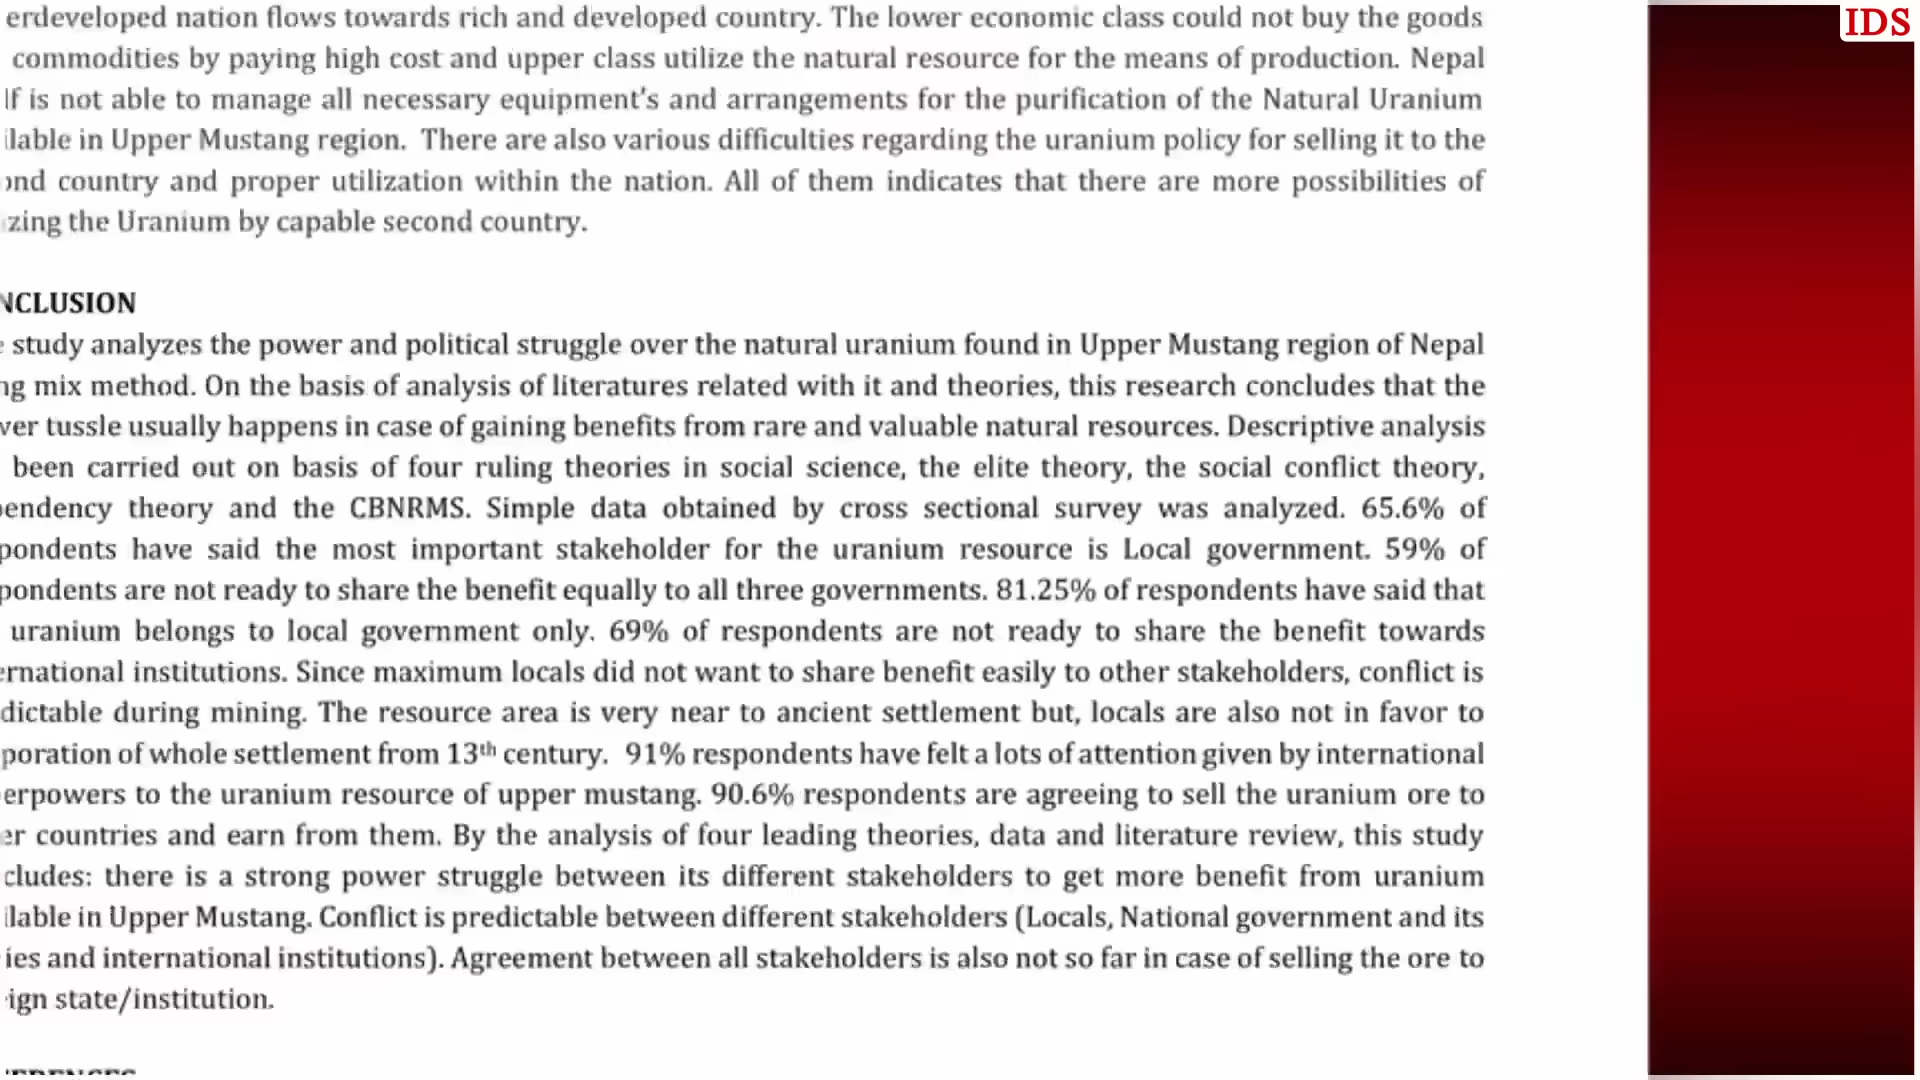 erdeveloped nation flows towards rich and developed country. The lower economic class could not buy the goods
commodities by paying high cost and upper class utilize the natural resource for the means of production. Nepal
lf is not able to manage all necessary equipment's and arrangements for the purification of the Natural Uranium
ilable in Upper Mustang region. There are also various difficulties regarding the uranium policy for selling it to the
ond country and proper utilization within the nation. All of them indicates that there are more possibilities of
zing the Uranium by capable second country.
NCLUSION
study analyzes the power and political struggle over the natural uranium found in Upper Mustang region of Nepal
ng mix method. On the basis of analysis of literatures related with it and theories, this research concludes that the
ver tussle usually happens in case of gaining benefits from rare and valuable natural resources. Descriptive analysis
been carried out on basis of four ruling theories in social science, the elite theory, the social conflict theory,
endency theory and the CBNRMS. Simple data obtained by cross sectional survey was analyzed. 65.6% of
pondents have said the most important stakeholder for the uranium resource is Local government. 59% of
pondents are not ready to share the benefit equally to all three governments. 81.25% of respondents have said that
uranium belongs to local government only. 69% of respondents are not ready to share the benefit towards
ernational institutions. Since maximum locals did not want to share benefit easily to other stakeholders, conflict is
dictable during mining. The resource area is very near to ancient settlement but, locals are also not in favor to
poration of whole settlement from 13th century. 91% respondents have felt a lots of attention given by international
erpowers to the uranium resource of upper mustang. 90.6% respondents are agreeing to sell the uranium ore to
er countries and earn from them. By the analysis of four leading theories, data and literature review, this study
cludes: there is a strong power struggle between its different stakeholders to get more benefit from uranium
ilable in Upper Mustang. Conflict is predictable between different stakeholders (Locals, National government and its
ies and international institutions). Agreement between all stakeholders is also not so far in case of selling the ore to
ign state/institution.
IDS